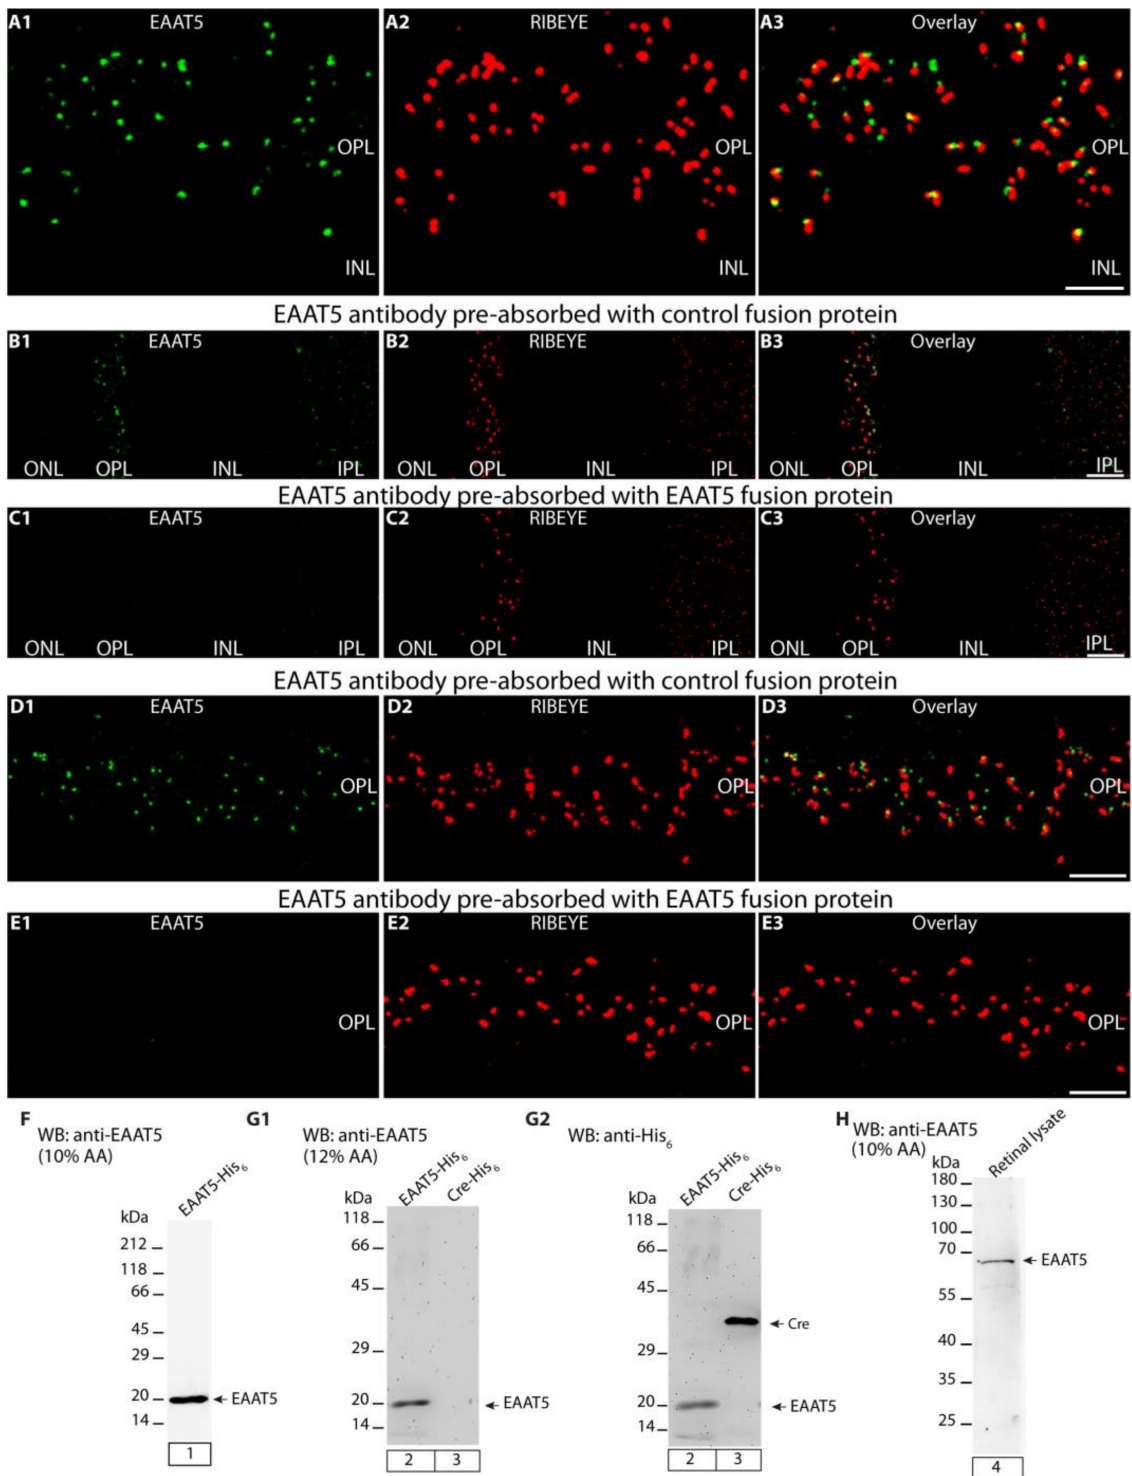 A1 EAAT5 A2 RIBEYE A3 Overlay
OPL OPL OPL
INL INL INL
EAAT5 antibody pre-absorbed with control fusion protein
B1 EAAT5 B2 RIBEYE B3 Overlay
ONL OPL INL IPL ONL OPL INL IPL ONL OPL INL IPL
EAAT5 antibody pre-absorbed with EAAT5 fusion protein
C1 EAAT5 C2 RIBEYE C3 Overlay
ONL OPL INL IPL ONL OPL INL IPL ONL OPL INL IPL
EAAT5 antibody pre-absorbed with control fusion protein
D1 EAAT5 D2 RIBEYE D3 Overlay
OPL OPL OPL
EAAT5 antibody pre-absorbed with EAAT5 fusion protein
E1 EAAT5 E2 RIBEYE E3 Overlay
OPL OPL OPL
F
WB: anti-EAAT5
(10% AA)
EAAT5-His₆
kDa
212
118
66
45
29
20
14
EAAT5
1
G1
WB: anti-EAAT5
(12% AA)
EAAT5-His₆
Cre-His₆
kDa
118
66
45
29
20
14
EAAT5
2 3
G2
WB: anti-His₆
EAAT5-His₆
Cre-His₆
kDa
118
66
45
29
20
14
Cre
EAAT5
2 3
H
WB: anti-EAAT5
(10% AA)
Retinal lysate
kDa
180
130
100
70
55
40
35
25
EAAT5
4